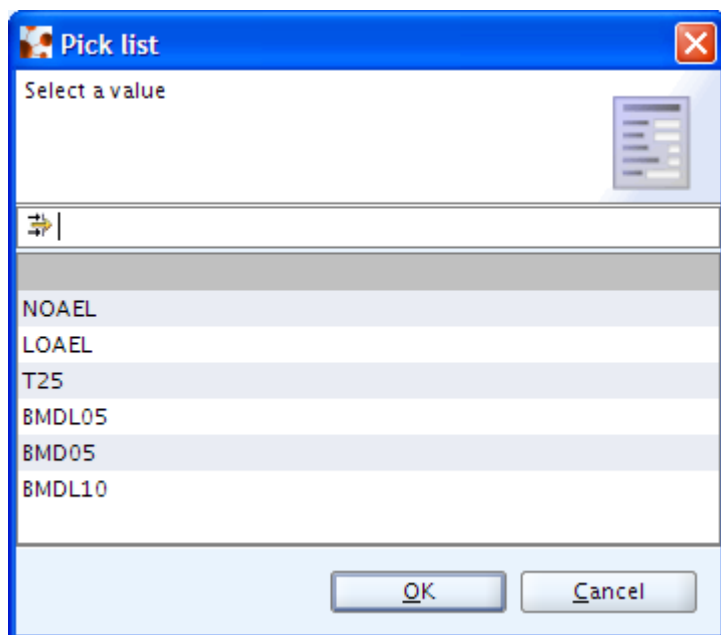 Pick list
Select a value
NOAEL
LOAEL
T25
BMDL05
BMD05
BMDL10
OK
Cancel